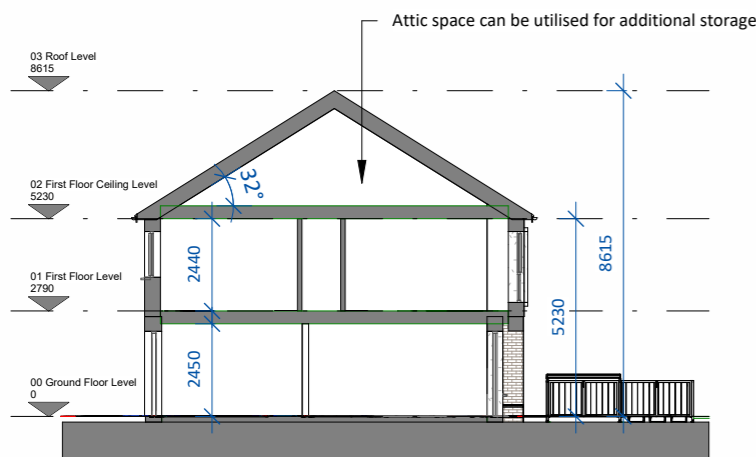 Attic space can be utilised for additional storage
03 Roof Level
8615
32°
02 First Floor Ceiling Level
5230
2440
8615
01 First Floor Level
2790
5230
2450
00 Ground Floor Level
0